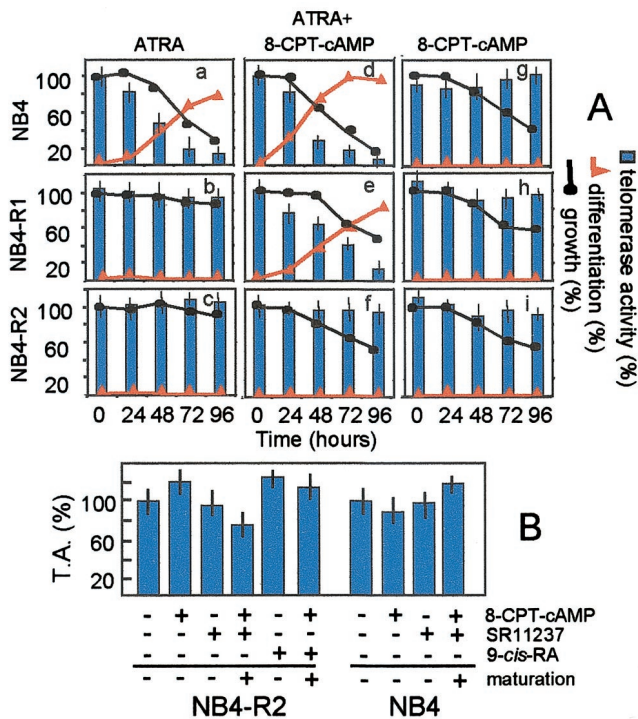 ATRA
ATRA+
8-CPT-cAMP
8-CPT-cAMP
NB4
100
60
20
a
d
g
A
NB4-R1
100
60
20
b
e
h
NB4-R2
100
60
20
c
f
i
0 24 48 72 96
0 24 48 72 96
0 24 48 72 96
Time (hours)
telomerase activity (%)
differentiation (%)
growth (%)
T.A. (%)
100
60
20
B
- + - + - + - + - + 8-CPT-cAMP
- - + + - - - - + + SR11237
- - - - + + - - - - 9-cis-RA
- - - + - + - - - + maturation
NB4-R2 NB4